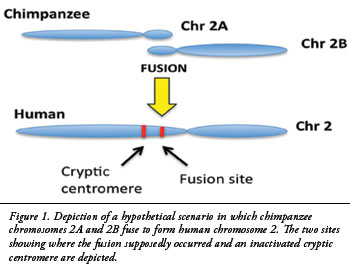 Chimpanzee
Chr 2A
Chr 2B
FUSION
Human
Chr 2
Cryptic
centromere
Fusion site
Figure 1. Depiction of a hypothetical scenario in which chimpanzee
chromosomes 2A and 2B fuse to form human chromosome 2. The two sites
showing where the fusion supposedly occurred and an inactivated cryptic
centromere are depicted.